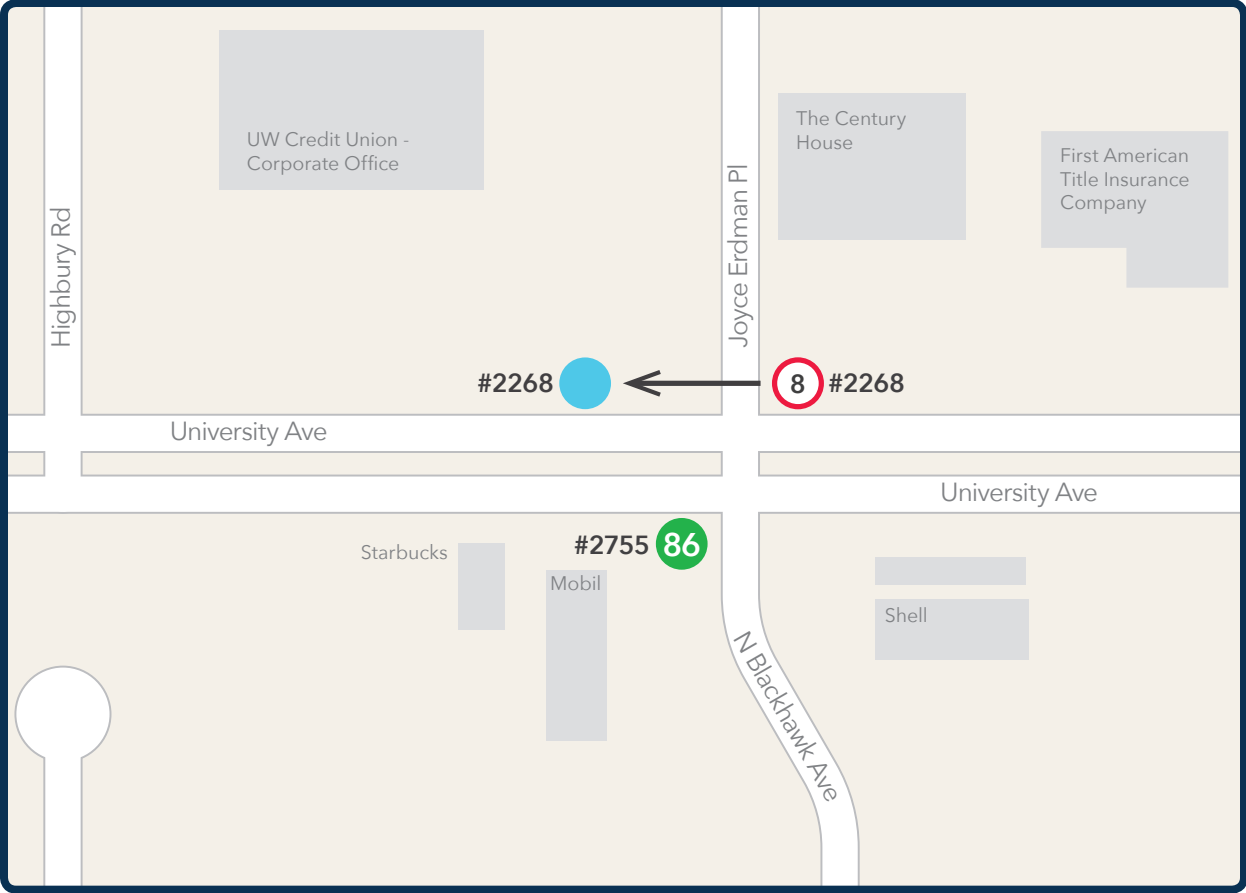 UW Credit Union -
Corporate Office
The Century
House
First American
Title Insurance
Company
Highbury Rd
Joyce Erdman Pl
#2268
8
#2268
University Ave
University Ave
Starbucks
#2755
86
Mobil
Shell
N Blackhawk Ave